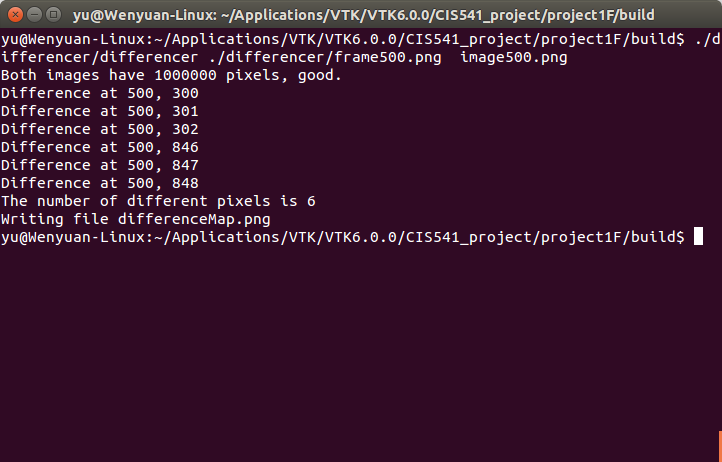 yu@Wenyuan-Linux: ~/Applications/VTK/VTK6.0.0/CIS541_project/project1F/build
yu@Wenyuan-Linux:~/Applications/VTK/VTK6.0.0/CIS541_project/project1F/build$ ./d
ifferencer/differencer ./differencer/frame500.png  image500.png
Both images have 1000000 pixels, good.
Difference at 500, 300
Difference at 500, 301
Difference at 500, 302
Difference at 500, 846
Difference at 500, 847
Difference at 500, 848
The number of different pixels is 6
Writing file differenceMap.png
yu@Wenyuan-Linux:~/Applications/VTK/VTK6.0.0/CIS541_project/project1F/build$